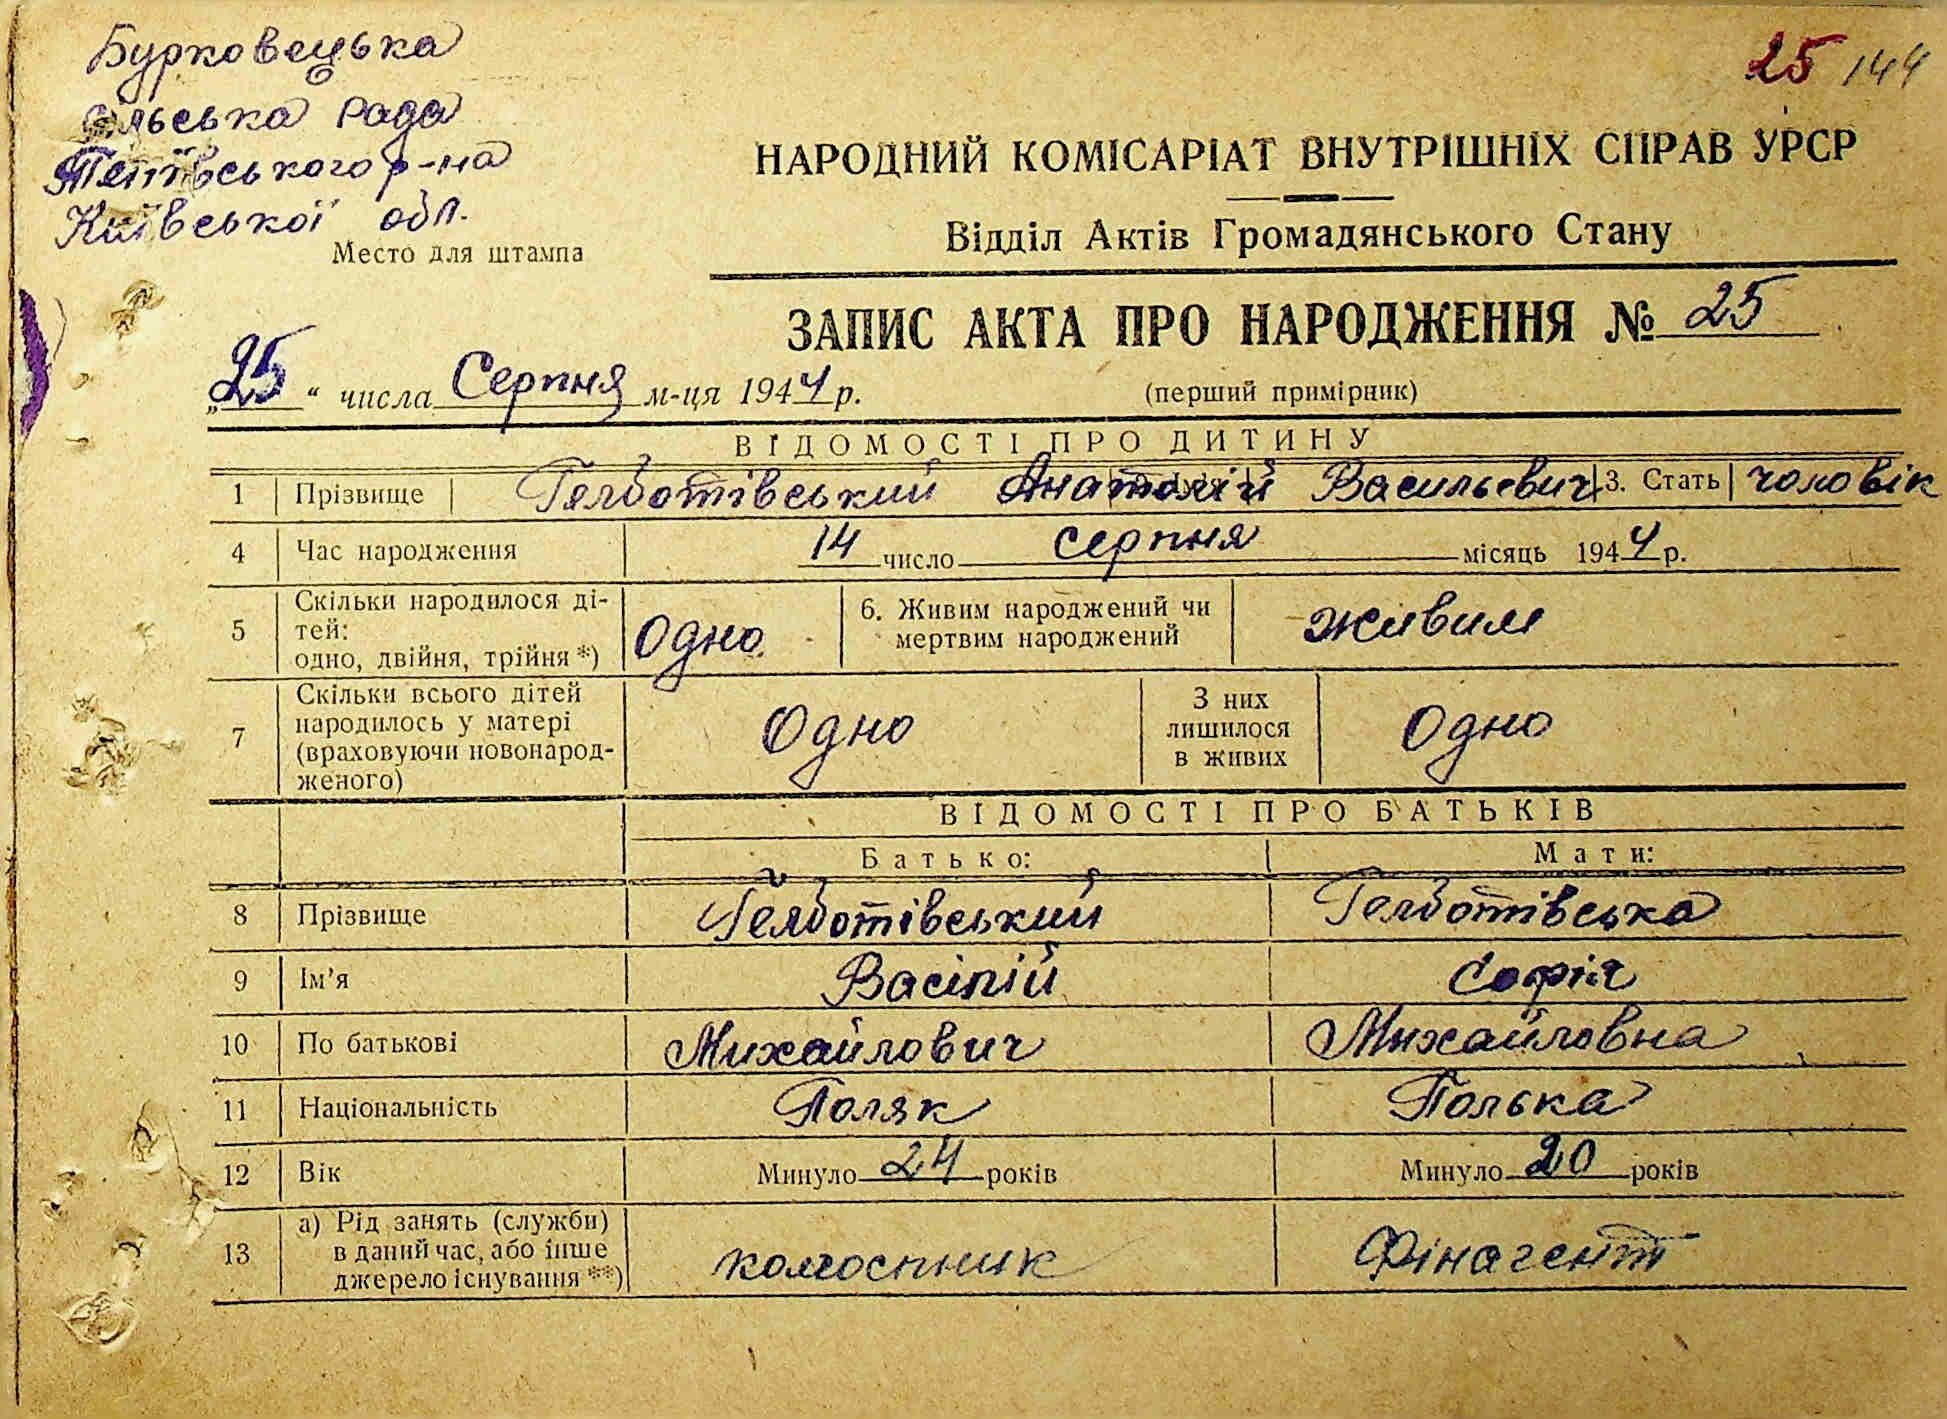 Бурковецька
сільська рада
Тетіївського р-на
Київської обл.
Место для штампа
25 144
НАРОДНИЙ КОМІСАРІАТ ВНУТРІШНІХ СПРАВ УРСР
Відділ Актів Громадянського Стану
ЗАПИС АКТА ПРО НАРОДЖЕННЯ № 25
„25“ числа Серпня м-ця 1944 р.
(перший примірник)
ВІДОМОСТІ ПРО ДИТИНУ
1 Прізвище Гелботівський Анатолій Васильевич 3. Стать чоловік
4 Час народження 14 число серпня місяць 1944 р.
5 Скільки народилося ді-
тей:
одно, двійня, трійня *) Одно
6. Живим народжений чи
мертвим народжений живим
7 Скільки всього дітей
народилось у матері
(враховуючи новонарод-
женого) Одно
З них
лишилося
в живих Одно
ВІДОМОСТІ ПРО БАТЬКІВ
Батько: Мати:
8 Прізвище Гелботівський Гелботівська
9 Ім’я Васілій Софія
10 По батькові Михайлович Михайловна
11 Національність Поляк Полька
12 Вік Минуло 24 років Минуло 20 років
13 а) Рід занять (служби)
в даний час, або інше
джерело існування **) колгоспник Фінагент